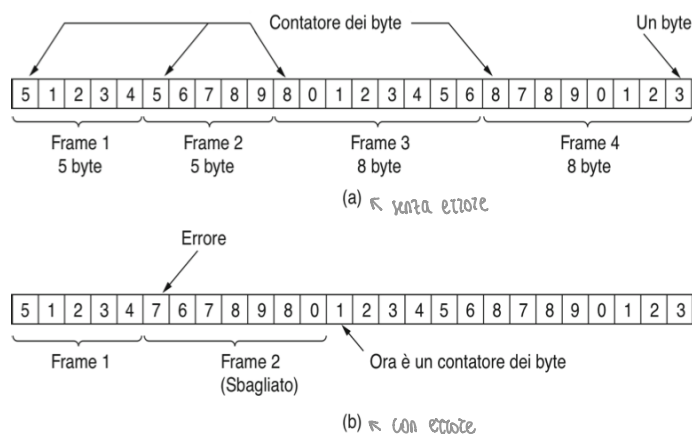 Contatore dei byte
Un byte
5 1 2 3 4 5 6 7 8 9 8 0 1 2 3 4 5 6 8 7 8 9 0 1 2 3
Frame 1
5 byte
Frame 2
5 byte
Frame 3
8 byte
Frame 4
8 byte
(a) senza errore
Errore
5 1 2 3 4 7 6 7 8 9 8 0 1 2 3 4 5 6 8 7 8 9 0 1 2 3
Frame 1
Frame 2
(Sbagliato)
Ora è un contatore dei byte
(b) con errore